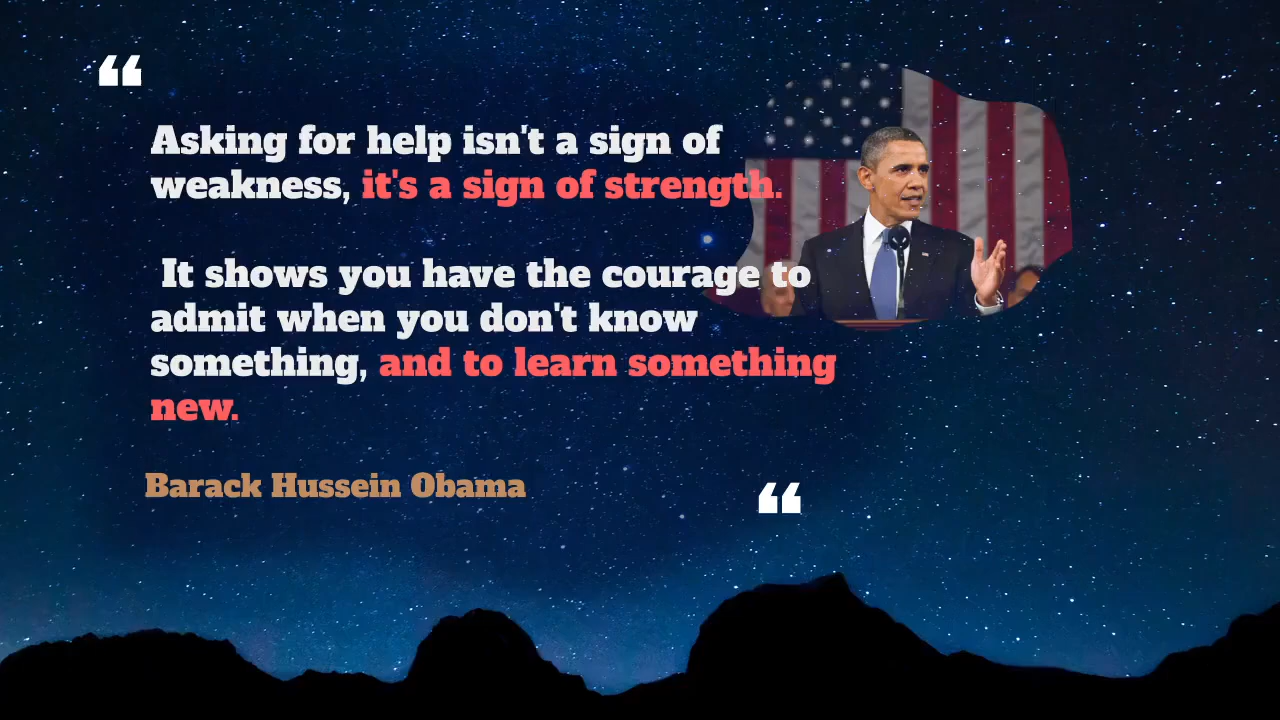 ❝
Asking for help isn't a sign of
weakness, it's a sign of strength.
It shows you have the courage to
admit when you don't know
something, and to learn something
new.
Barack Hussein Obama
❝